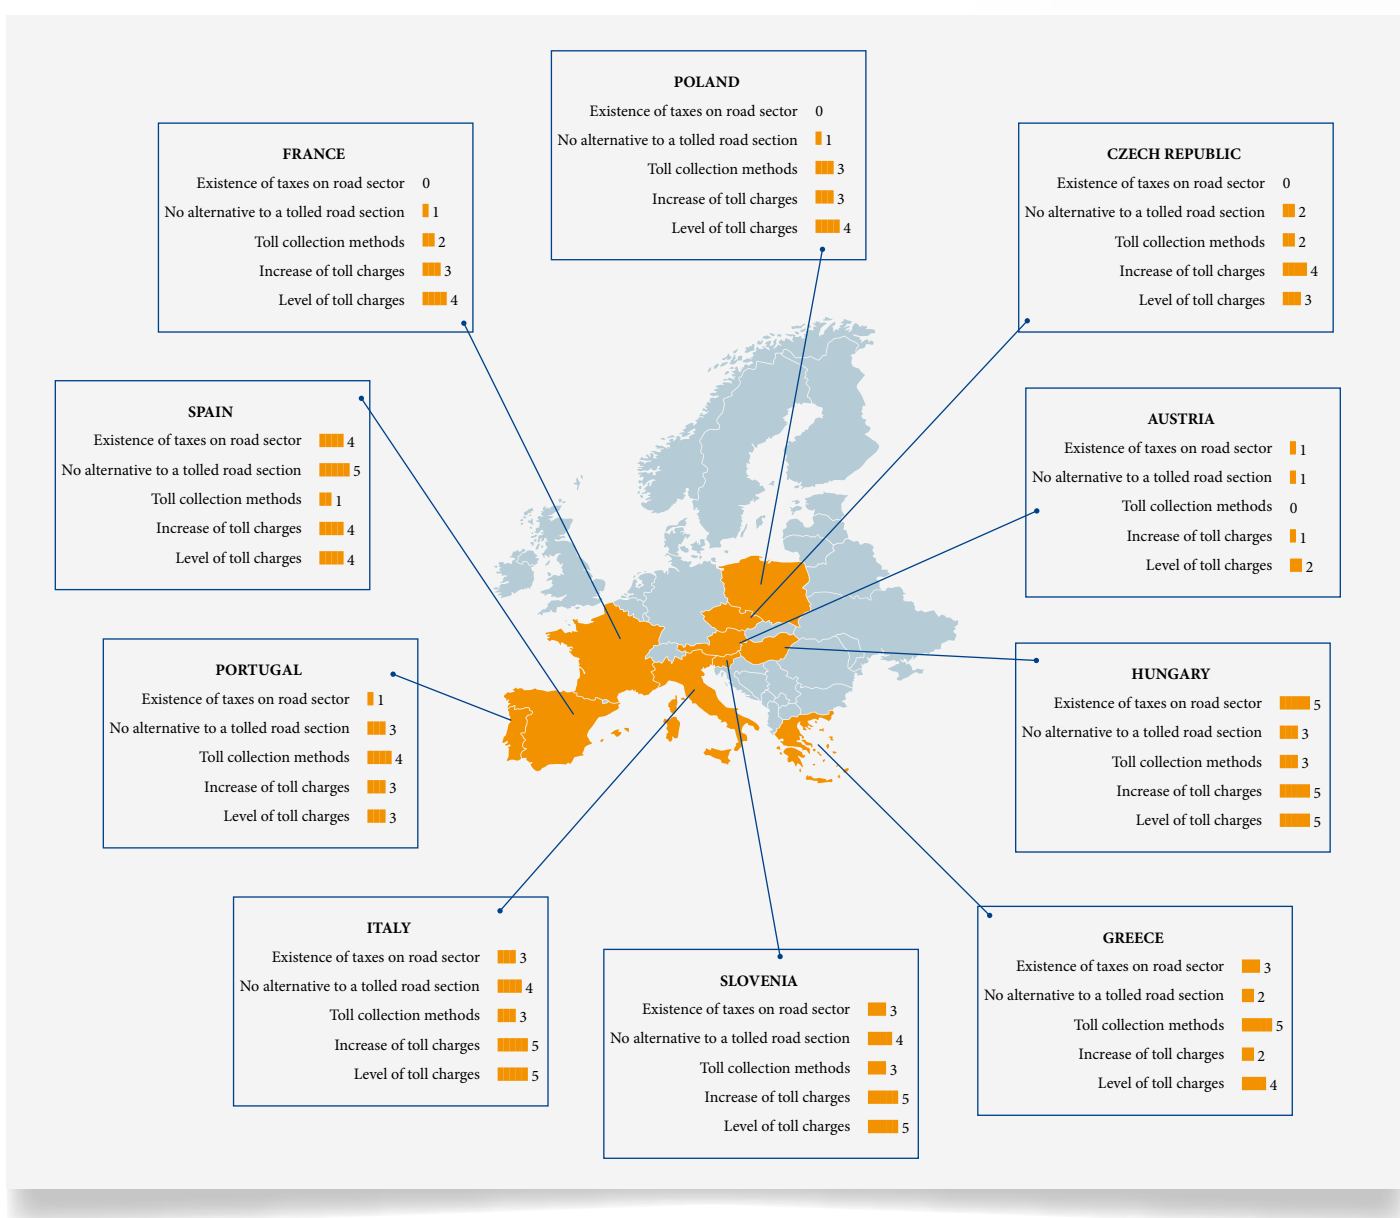 POLAND
Existence of taxes on road sector 0
No alternative to a tolled road section 1
Toll collection methods 3
Increase of toll charges 3
Level of toll charges 4
FRANCE
Existence of taxes on road sector 0
No alternative to a tolled road section 1
Toll collection methods 2
Increase of toll charges 3
Level of toll charges 4
CZECH REPUBLIC
Existence of taxes on road sector 0
No alternative to a tolled road section 2
Toll collection methods 2
Increase of toll charges 4
Level of toll charges 3
SPAIN
Existence of taxes on road sector 4
No alternative to a tolled road section 5
Toll collection methods 1
Increase of toll charges 4
Level of toll charges 4
AUSTRIA
Existence of taxes on road sector 1
No alternative to a tolled road section 1
Toll collection methods 0
Increase of toll charges 1
Level of toll charges 2
PORTUGAL
Existence of taxes on road sector 1
No alternative to a tolled road section 3
Toll collection methods 4
Increase of toll charges 3
Level of toll charges 3
HUNGARY
Existence of taxes on road sector 5
No alternative to a tolled road section 3
Toll collection methods 3
Increase of toll charges 5
Level of toll charges 5
ITALY
Existence of taxes on road sector 3
No alternative to a tolled road section 4
Toll collection methods 3
Increase of toll charges 5
Level of toll charges 5
SLOVENIA
Existence of taxes on road sector 3
No alternative to a tolled road section 4
Toll collection methods 3
Increase of toll charges 5
Level of toll charges 5
GREECE
Existence of taxes on road sector 3
No alternative to a tolled road section 2
Toll collection methods 5
Increase of toll charges 2
Level of toll charges 4